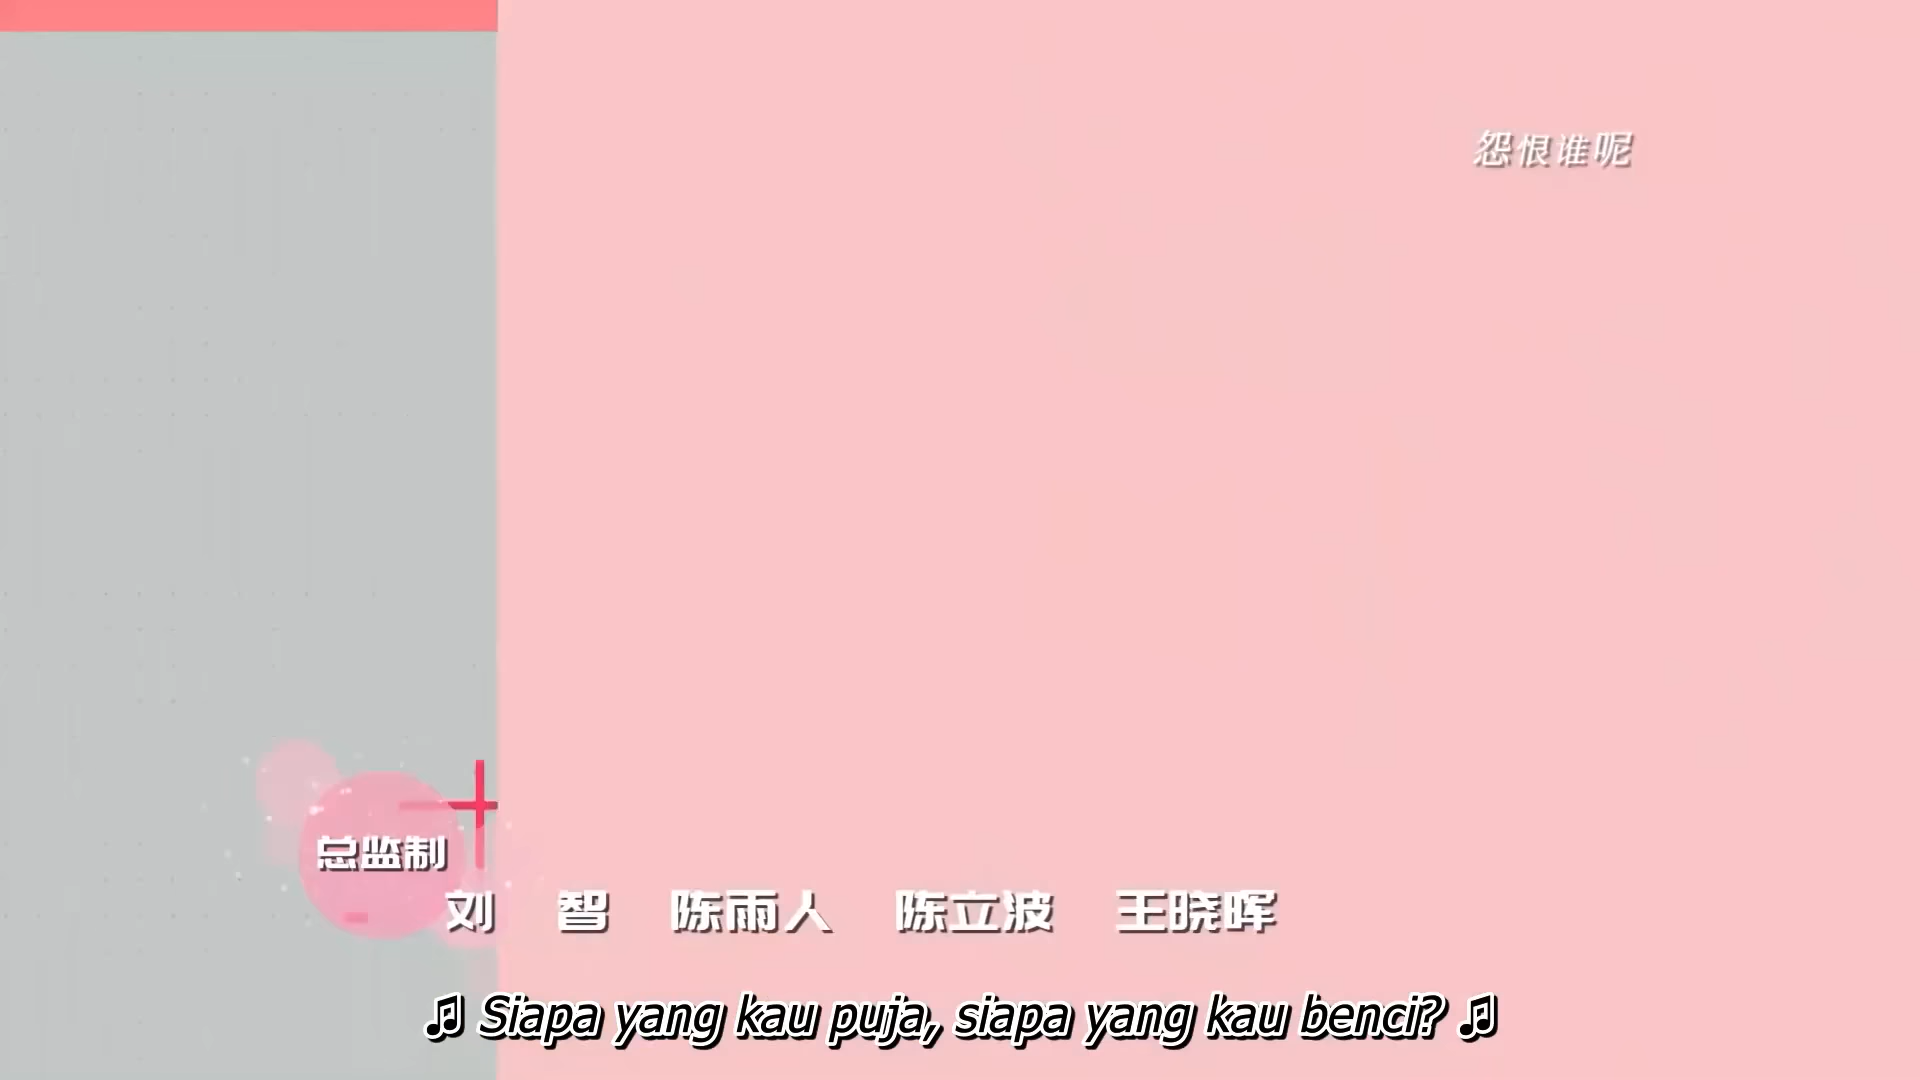 怨恨谁呢
总监制
刘 智 陈雨人 陈立波 王晓晖
♫ Siapa yang kau puja, siapa yang kau benci? ♫